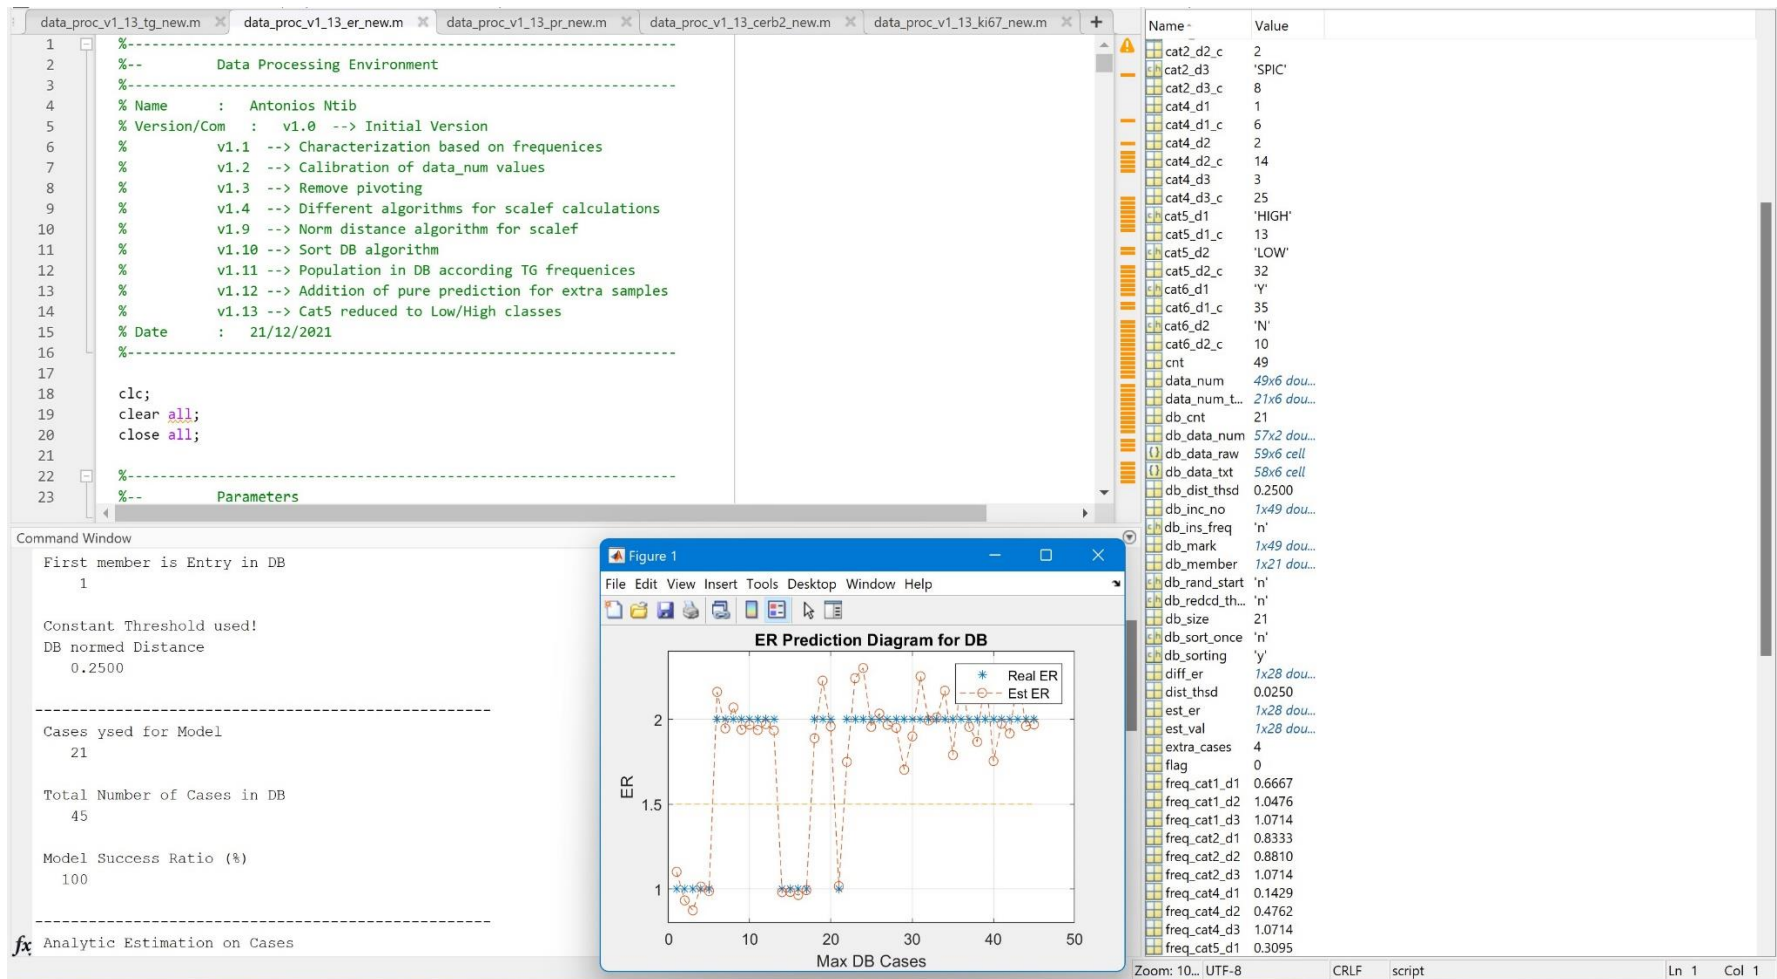 data_proc_v1_13_tg_new.m
data_proc_v1_13_er_new.m
data_proc_v1_13_pr_new.m
data_proc_v1_13_cerb2_new.m
data_proc_v1_13_ki67_new.m
1 %------------------------------------------------------------------
2 %-- Data Processing Environment
3 %------------------------------------------------------------------
4 % Name : Antonios Ntib
5 % Version/Com : v1.0 --> Initial Version
6 % v1.1 --> Characterization based on frequenices
7 % v1.2 --> Calibration of data_num values
8 % v1.3 --> Remove pivoting
9 % v1.4 --> Different algorithms for scalef calculations
10 % v1.9 --> Norm distance algorithm for scalef
11 % v1.10 --> Sort DB algorithm
12 % v1.11 --> Population in DB according TG frequenices
13 % v1.12 --> Addition of pure prediction for extra samples
14 % v1.13 --> Cat5 reduced to Low/High classes
15 % Date : 21/12/2021
16 %------------------------------------------------------------------
17
18 clc;
19 clear all;
20 close all;
21
22 %------------------------------------------------------------------
23 %-- Parameters
Command Window
First member is Entry in DB
1
Constant Threshold used!
DB normed Distance
0.2500
--------------------------------------------------
Cases ysed for Model
21
Total Number of Cases in DB
45
Model Success Ratio (%)
100
--------------------------------------------------
fx Analytic Estimation on Cases
Figure 1
File Edit View Insert Tools Desktop Window Help
ER Prediction Diagram for DB
Real ER
Est ER
2
1.5
1
ER
0 10 20 30 40 50
Max DB Cases
Name Value
cat2_d2_c 2
cat2_d3 'SPIC'
cat2_d3_c 8
cat4_d1 1
cat4_d1_c 6
cat4_d2 2
cat4_d2_c 14
cat4_d3 3
cat4_d3_c 25
cat5_d1 'HIGH'
cat5_d1_c 13
cat5_d2 'LOW'
cat5_d2_c 32
cat6_d1 'Y'
cat6_d1_c 35
cat6_d2 'N'
cat6_d2_c 10
cnt 49
data_num 49x6 dou...
data_num_t... 21x6 dou...
db_cnt 21
db_data_num 57x2 dou...
db_data_raw 59x6 cell
db_data_txt 58x6 cell
db_dist_thsd 0.2500
db_inc_no 1x49 dou...
db_ins_freq 'n'
db_mark 1x49 dou...
db_member 1x21 dou...
db_rand_start 'n'
db_redcd_th... 'n'
db_size 21
db_sort_once 'n'
db_sorting 'y'
diff_er 1x28 dou...
dist_thsd 0.0250
est_er 1x28 dou...
est_val 1x28 dou...
extra_cases 4
flag 0
freq_cat1_d1 0.6667
freq_cat1_d2 1.0476
freq_cat1_d3 1.0714
freq_cat2_d1 0.8333
freq_cat2_d2 0.8810
freq_cat2_d3 1.0714
freq_cat4_d1 0.1429
freq_cat4_d2 0.4762
freq_cat4_d3 1.0714
freq_cat5_d1 0.3095
Zoom: 10... UTF-8 CRLF script Ln 1 Col 1